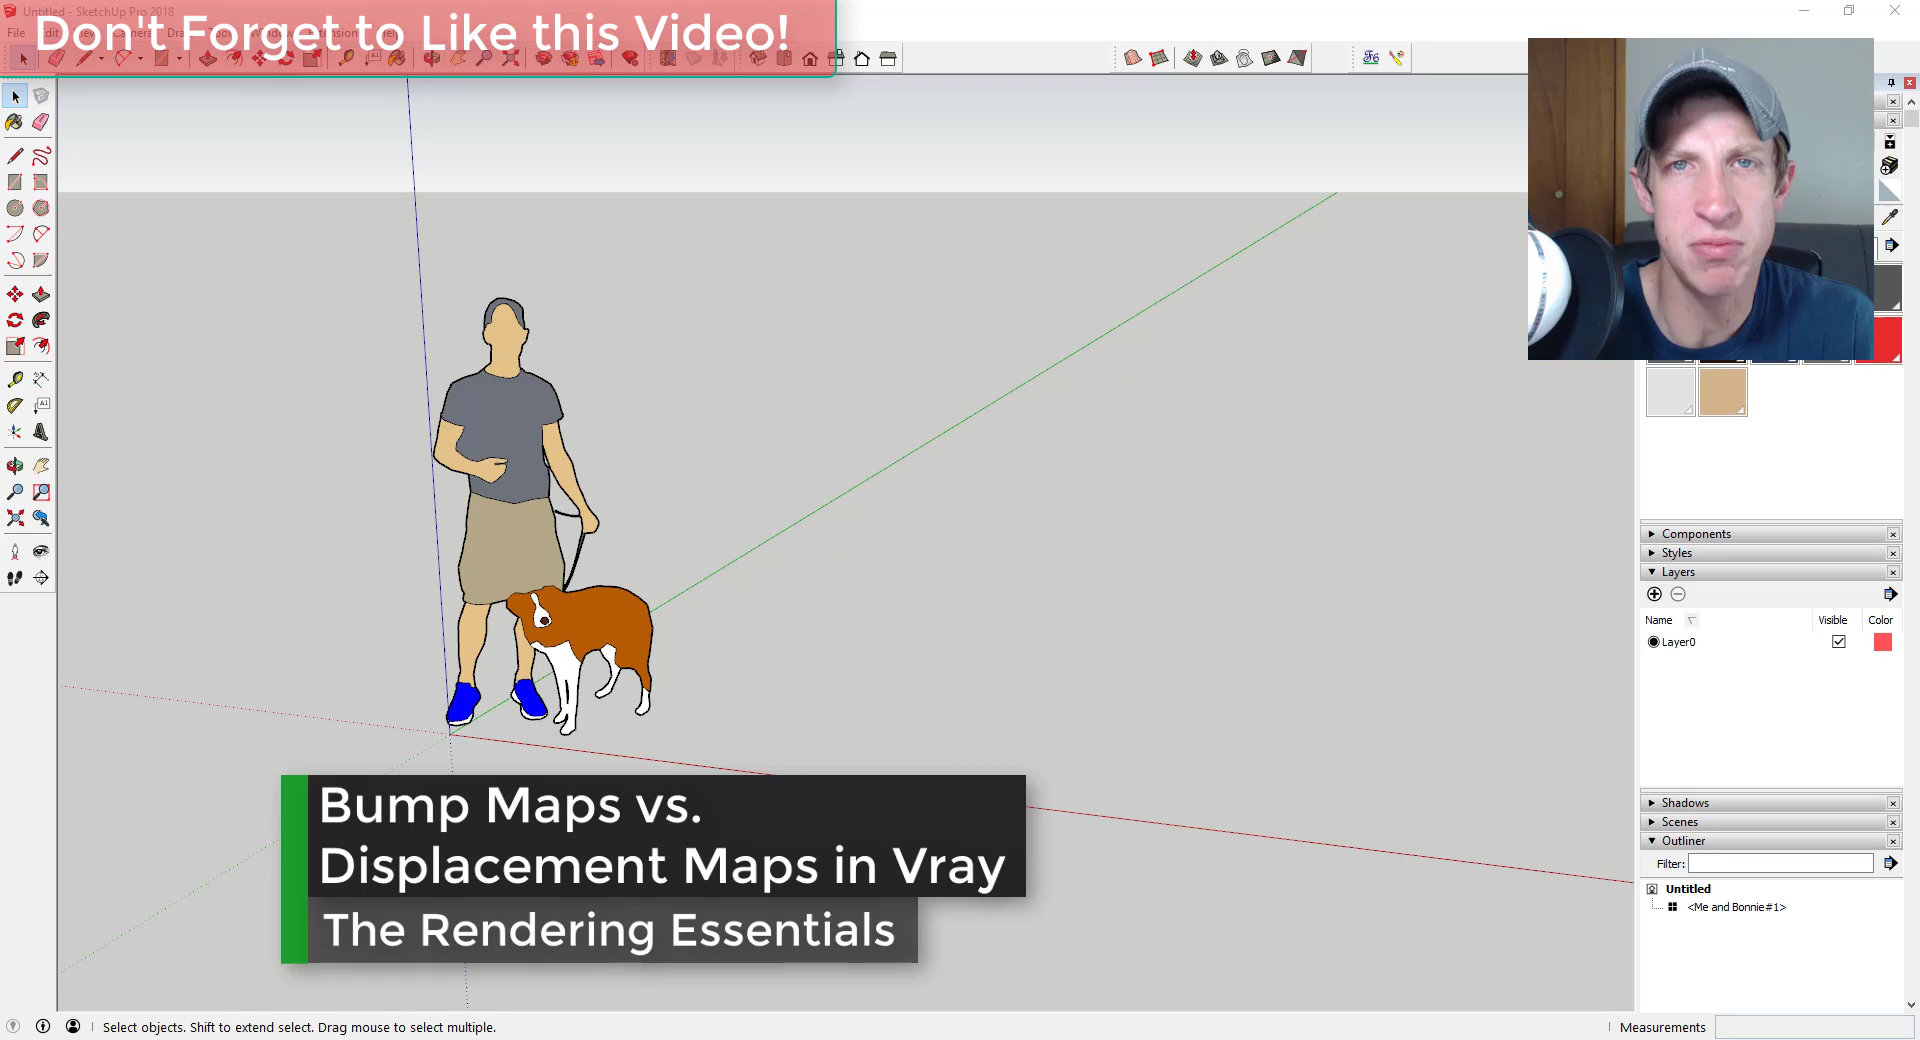 Untitled - SketchUp Pro 2018
Don't Forget to Like this Video!
File
Components
Styles
Layers
Name
Visible
Color
Layer0
Bump Maps vs.
Displacement Maps in Vray
The Rendering Essentials
Shadows
Scenes
Outliner
Filter:
Untitled
<Me and Bonnie#1>
Select objects. Shift to extend select. Drag mouse to select multiple.
Measurements